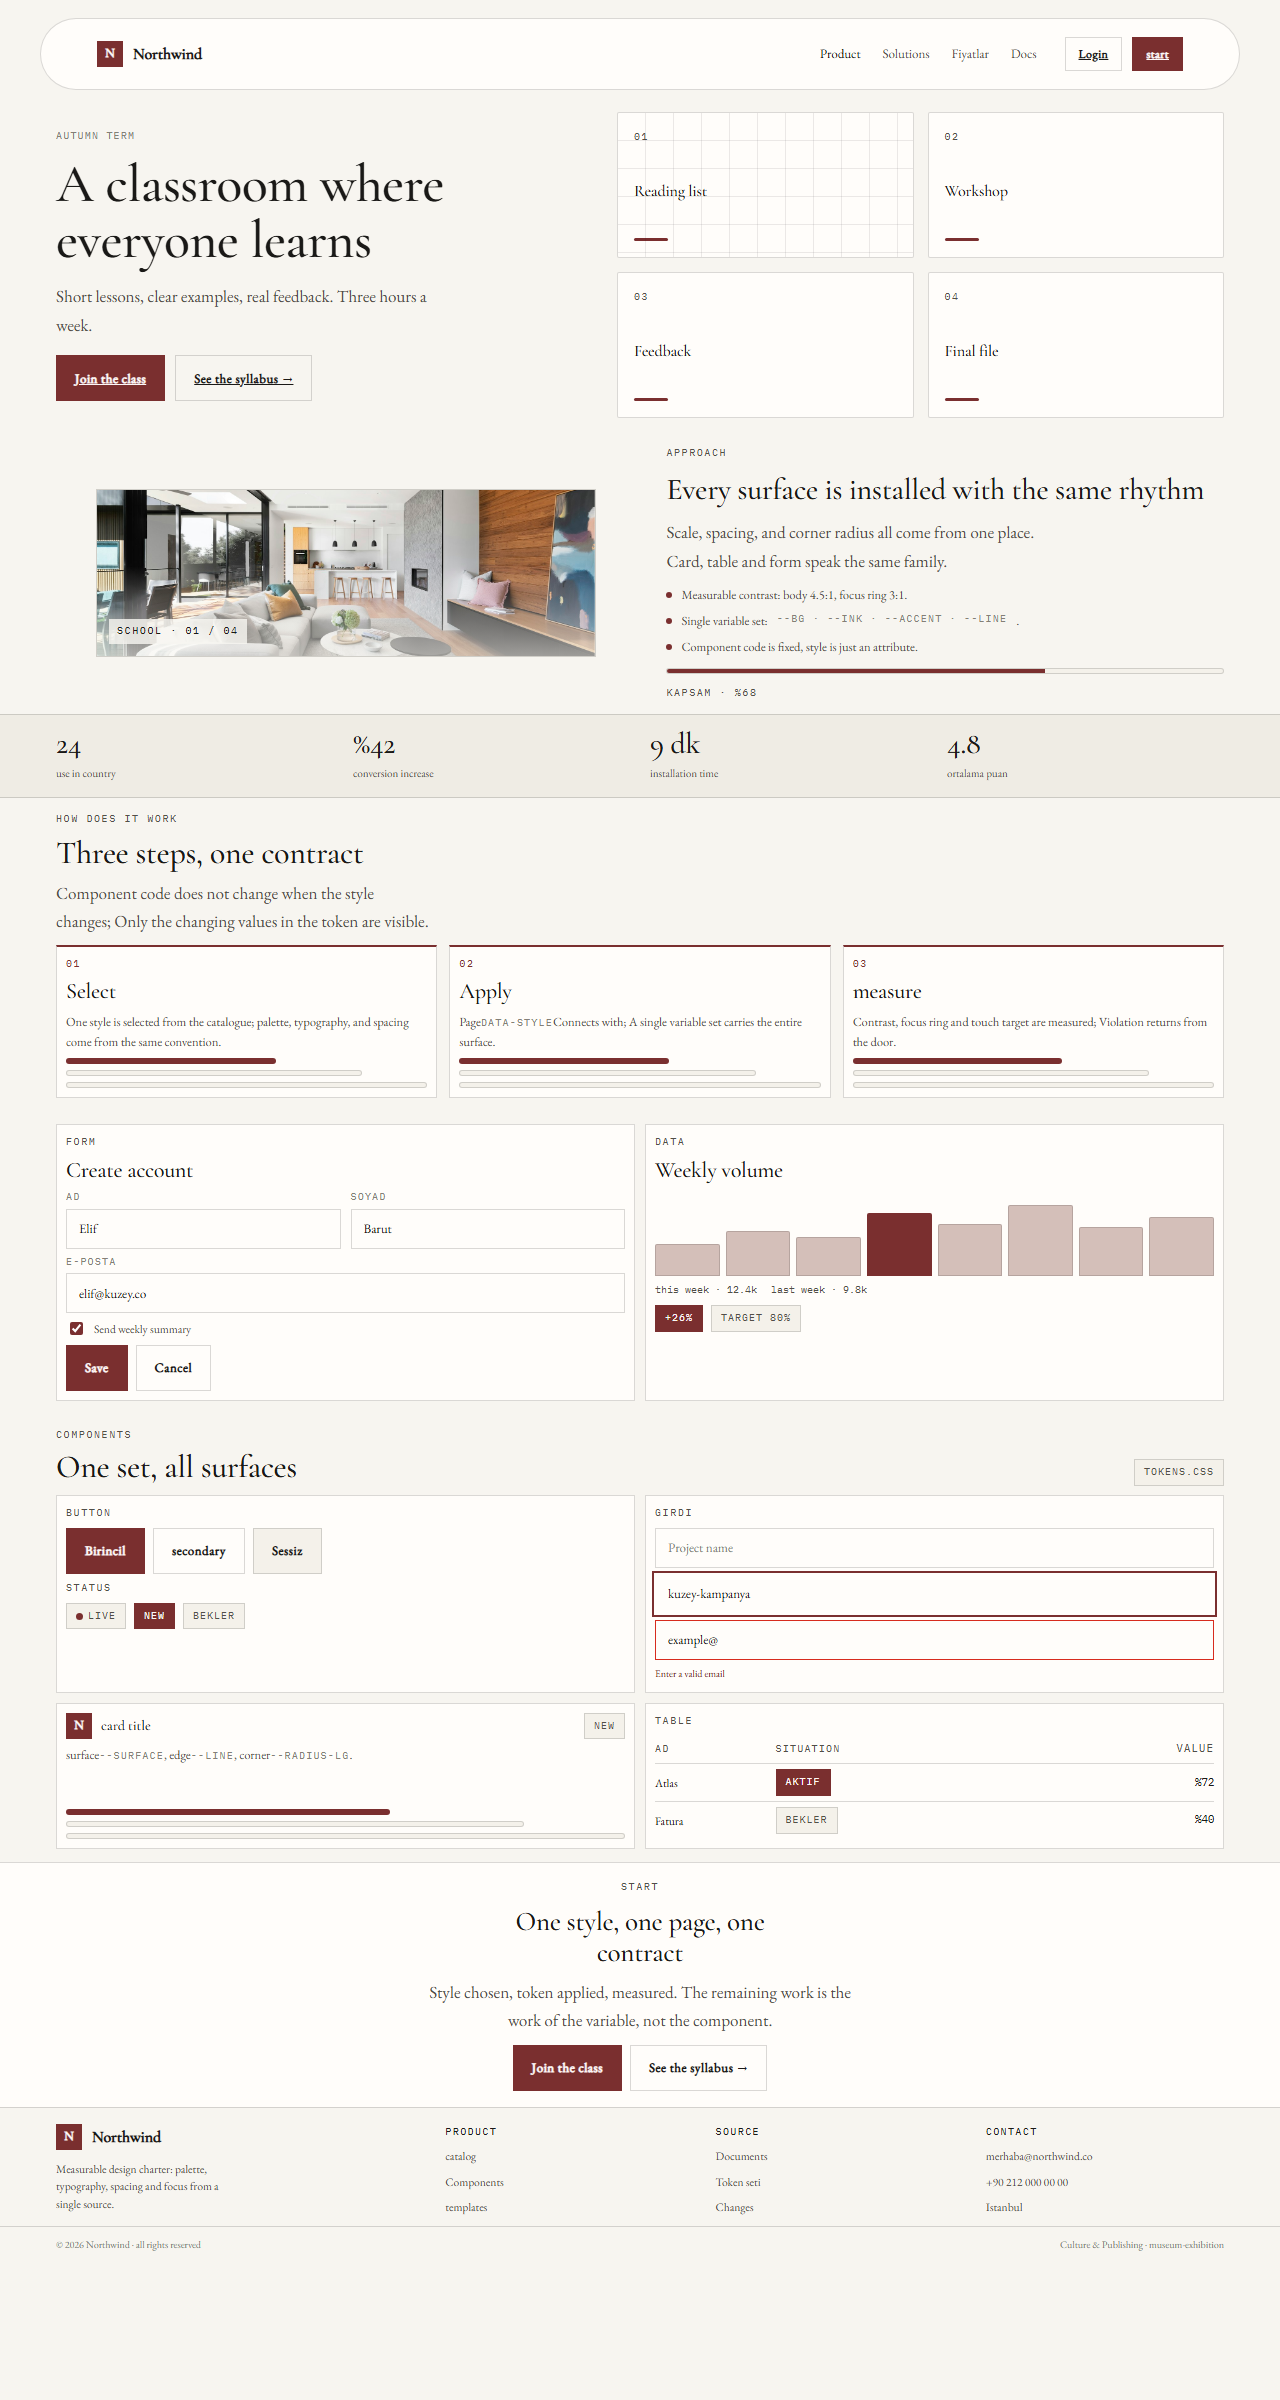 N Northwind
Product Solutions Fiyatlar Docs Login start
AUTUMN TERM
A classroom where
everyone learns
Short lessons, clear examples, real feedback. Three hours a
week.
Join the class See the syllabus →
01
Reading list
02
Workshop
03
Feedback
04
Final file
SCHOOL · 01 / 04
APPROACH
Every surface is installed with the same rhythm
Scale, spacing, and corner radius all come from one place.
Card, table and form speak the same family.
Measurable contrast: body 4.5:1, focus ring 3:1.
Single variable set: --BG · --INK · --ACCENT · --LINE .
Component code is fixed, style is just an attribute.
KAPSAM · %68
24
use in country
%42
conversion increase
9 dk
installation time
4.8
ortalama puan
HOW DOES IT WORK
Three steps, one contract
Component code does not change when the style
changes; Only the changing values in the token are visible.
01
Select
One style is selected from the catalogue; palette, typography, and spacing
come from the same convention.
02
Apply
PageDATA-STYLEConnects with; A single variable set carries the entire
surface.
03
measure
Contrast, focus ring and touch target are measured; Violation returns from
the door.
FORM
Create account
AD SOYAD
Elif Barut
E-POSTA
elif@kuzey.co
Send weekly summary
Save Cancel
DATA
Weekly volume
this week · 12.4k last week · 9.8k
+26% TARGET 80%
COMPONENTS
One set, all surfaces
TOKENS.CSS
BUTTON
Birincil secondary Sessiz
STATUS
LIVE NEW BEKLER
GIRDI
Project name
kuzey-kampanya
example@
Enter a valid email
N card title NEW
surface--SURFACE, edge--LINE, corner--RADIUS-LG.
TABLE
AD SITUATION VALUE
Atlas AKTIF %72
Fatura BEKLER %40
START
One style, one page, one
contract
Style chosen, token applied, measured. The remaining work is the
work of the variable, not the component.
Join the class See the syllabus →
N Northwind
Measurable design charter: palette,
typography, spacing and focus from a
single source.
PRODUCT
catalog
Components
templates
SOURCE
Documents
Token seti
Changes
CONTACT
merhaba@northwind.co
+90 212 000 00 00
Istanbul
© 2026 Northwind · all rights reserved
Culture & Publishing · museum-exhibition